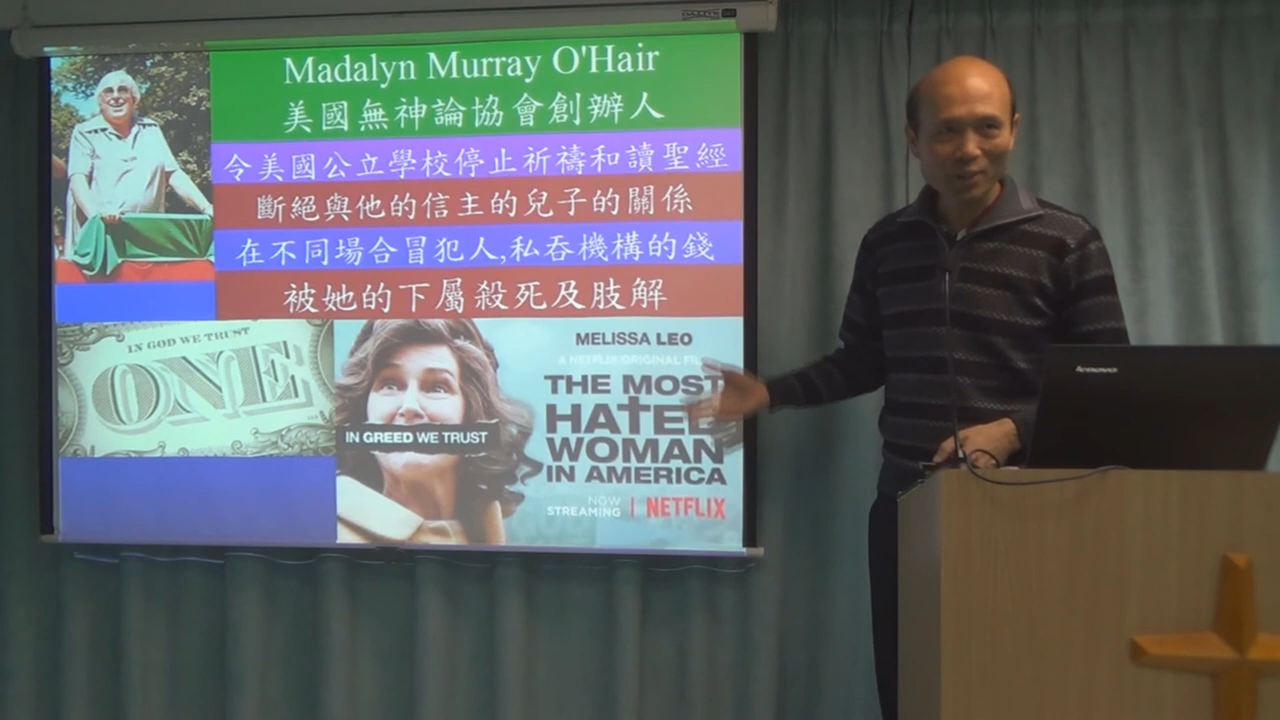 Madalyn Murray O'Hair
美國無神論協會創辦人
令美國公立學校停止祈禱和讀聖經
斷絕與他的信主的兒子的關係
在不同場合冒犯人,私吞機構的錢
被她的下屬殺死及肢解
IN GOD WE TRUST
ONE
IN GREED WE TRUST
MELISSA LEO
A NETFLIX ORIGINAL FIL
THE MOST
HATED
WOMAN
IN AMERICA
NOW
STREAMING
NETFLIX
Lenovo